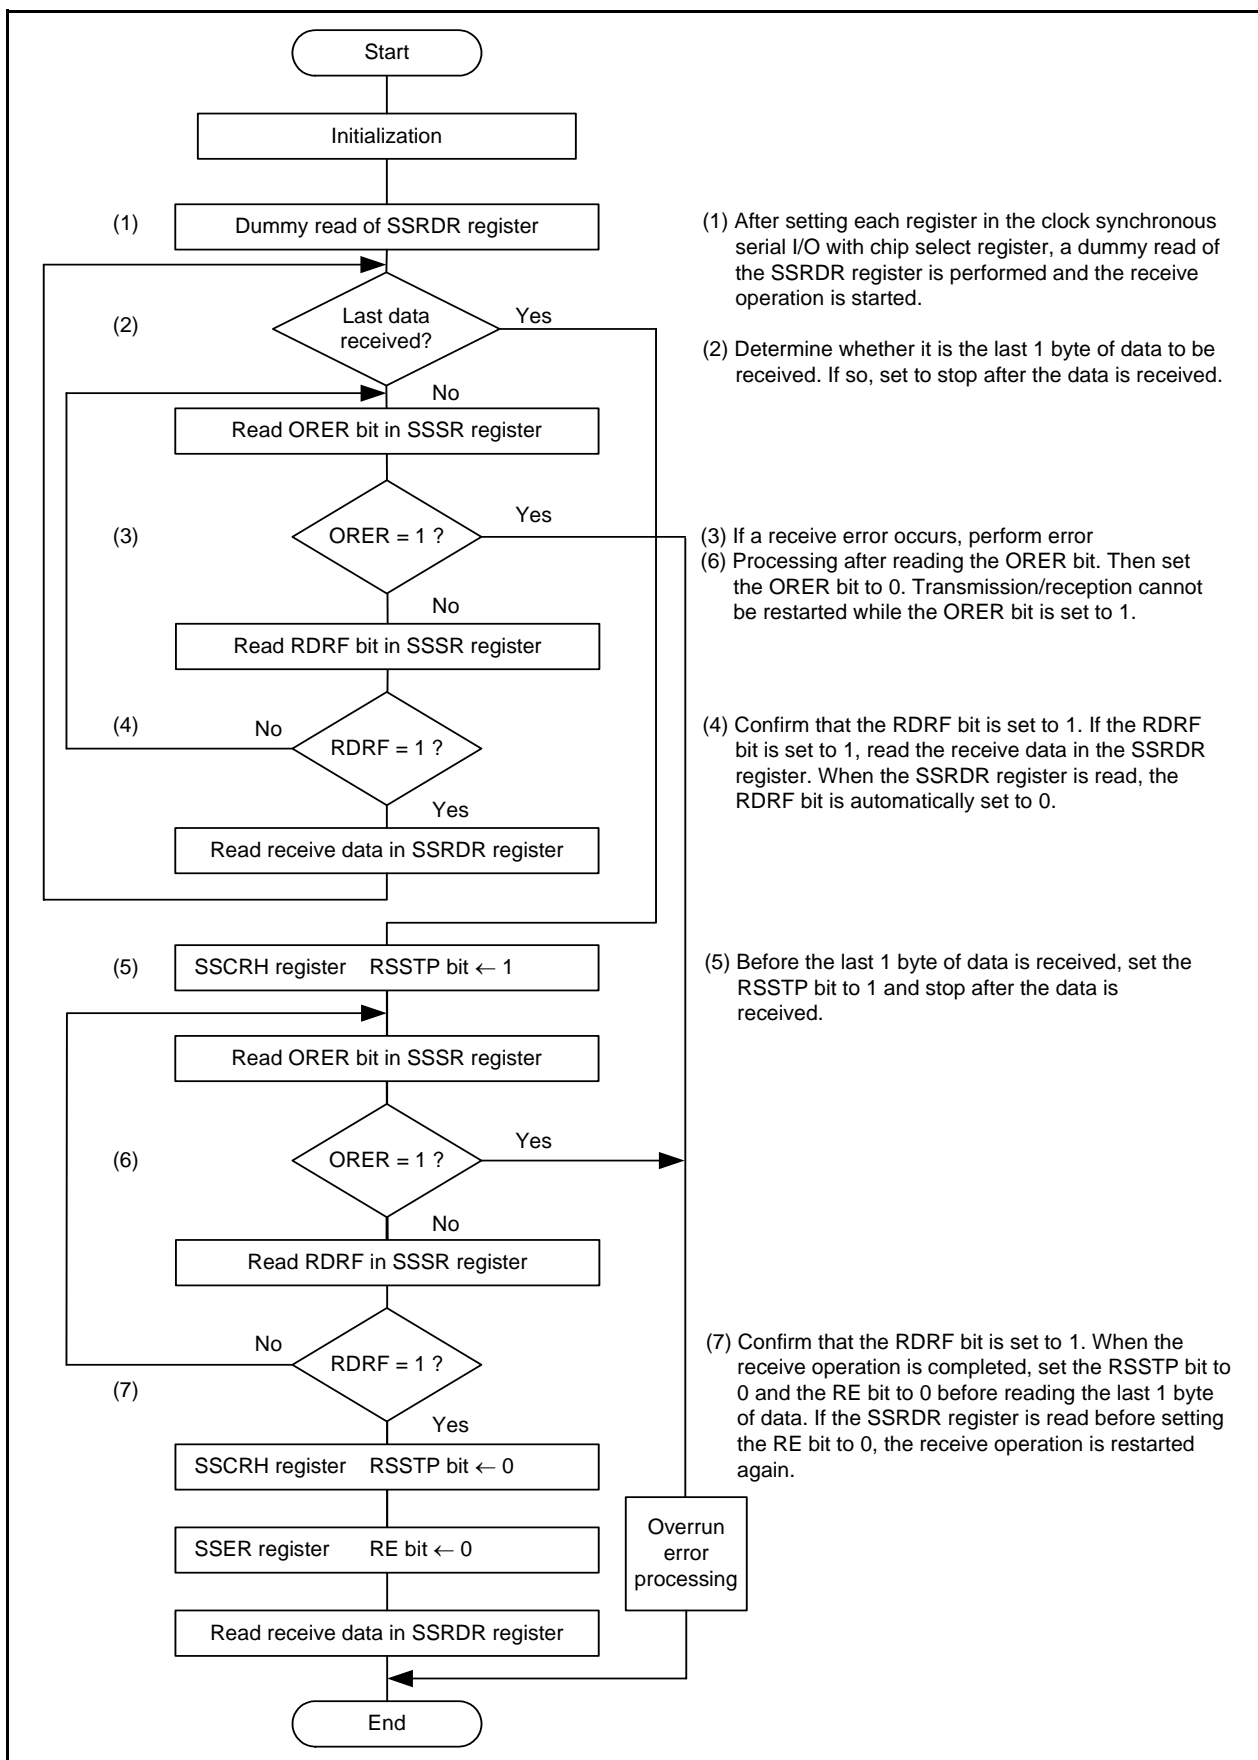 Start
Initialization
(1)
Dummy read of SSRDR register
(2)
Last data
received?
Yes
No
Read ORER bit in SSSR register
(3)
ORER = 1 ?
Yes
No
Read RDRF bit in SSSR register
(4)
No
RDRF = 1 ?
Yes
Read receive data in SSRDR register
(5)
SSCRH register RSSTP bit ← 1
Read ORER bit in SSSR register
(6)
ORER = 1 ?
Yes
No
Read RDRF in SSSR register
No
RDRF = 1 ?
(7)
Yes
SSCRH register RSSTP bit ← 0
SSER register RE bit ← 0
Read receive data in SSRDR register
End
Overrun
error
processing
(1) After setting each register in the clock synchronous
serial I/O with chip select register, a dummy read of
the SSRDR register is performed and the receive
operation is started.
(2) Determine whether it is the last 1 byte of data to be
received. If so, set to stop after the data is received.
(3) If a receive error occurs, perform error
(6) Processing after reading the ORER bit. Then set
the ORER bit to 0. Transmission/reception cannot
be restarted while the ORER bit is set to 1.
(4) Confirm that the RDRF bit is set to 1. If the RDRF
bit is set to 1, read the receive data in the SSRDR
register. When the SSRDR register is read, the
RDRF bit is automatically set to 0.
(5) Before the last 1 byte of data is received, set the
RSSTP bit to 1 and stop after the data is
received.
(7) Confirm that the RDRF bit is set to 1. When the
receive operation is completed, set the RSSTP bit to
0 and the RE bit to 0 before reading the last 1 byte
of data. If the SSRDR register is read before setting
the RE bit to 0, the receive operation is restarted
again.